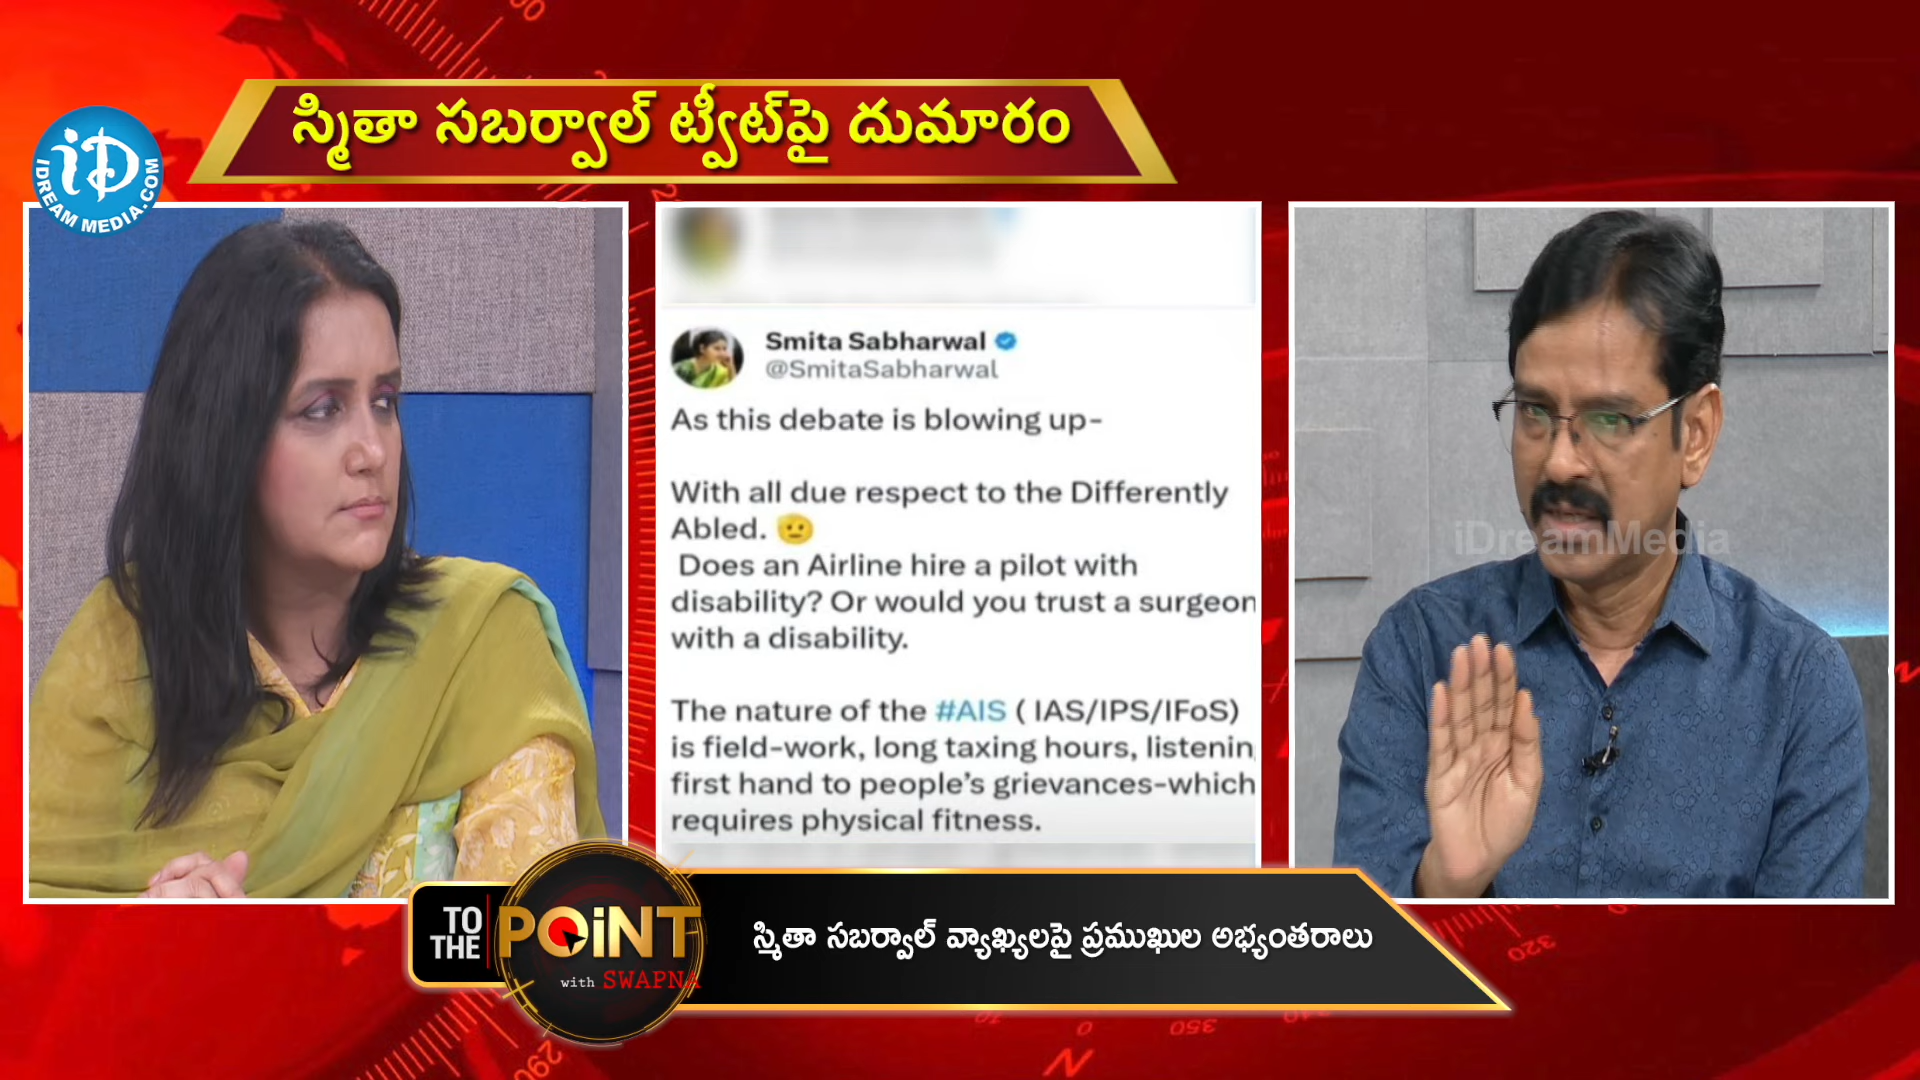 స్మితా సబర్వాల్ ట్వీట్‌పై దుమారం
iD
IDREAM MEDIA.COM
Smita Sabharwal
@SmitaSabharwal
As this debate is blowing up-
With all due respect to the Differently
Abled. 🫡
Does an Airline hire a pilot with
disability? Or would you trust a surgeon
with a disability.
The nature of the #AIS ( IAS/IPS/IFoS)
is field-work, long taxing hours, listenin
first hand to people's grievances-which
requires physical fitness.
iDreamMedia
TO THE POiNT
with SWAPNA
స్మితా సబర్వాల్ వ్యాఖ్యలపై ప్రముఖుల అభ్యంతరాలు